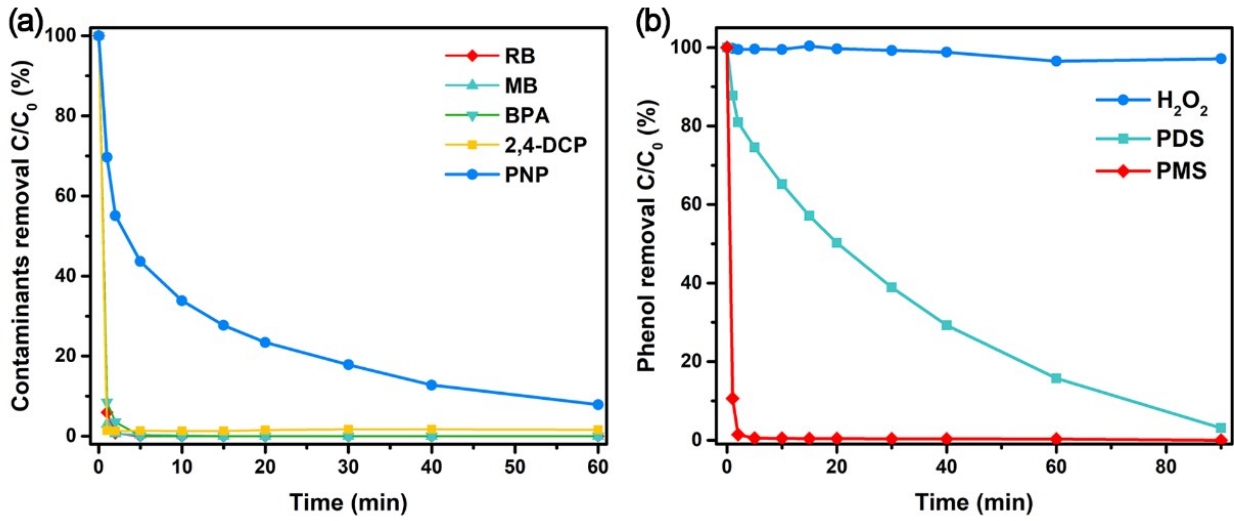 (a)
Contaminants removal C/C₀ (%)
100
80
60
40
20
0
RB
MB
BPA
2,4-DCP
PNP
0
10
20
30
40
50
60
Time (min)
(b)
Phenol removal C/C₀ (%)
100
80
60
40
20
0
H₂O₂
PDS
PMS
0
20
40
60
80
Time (min)